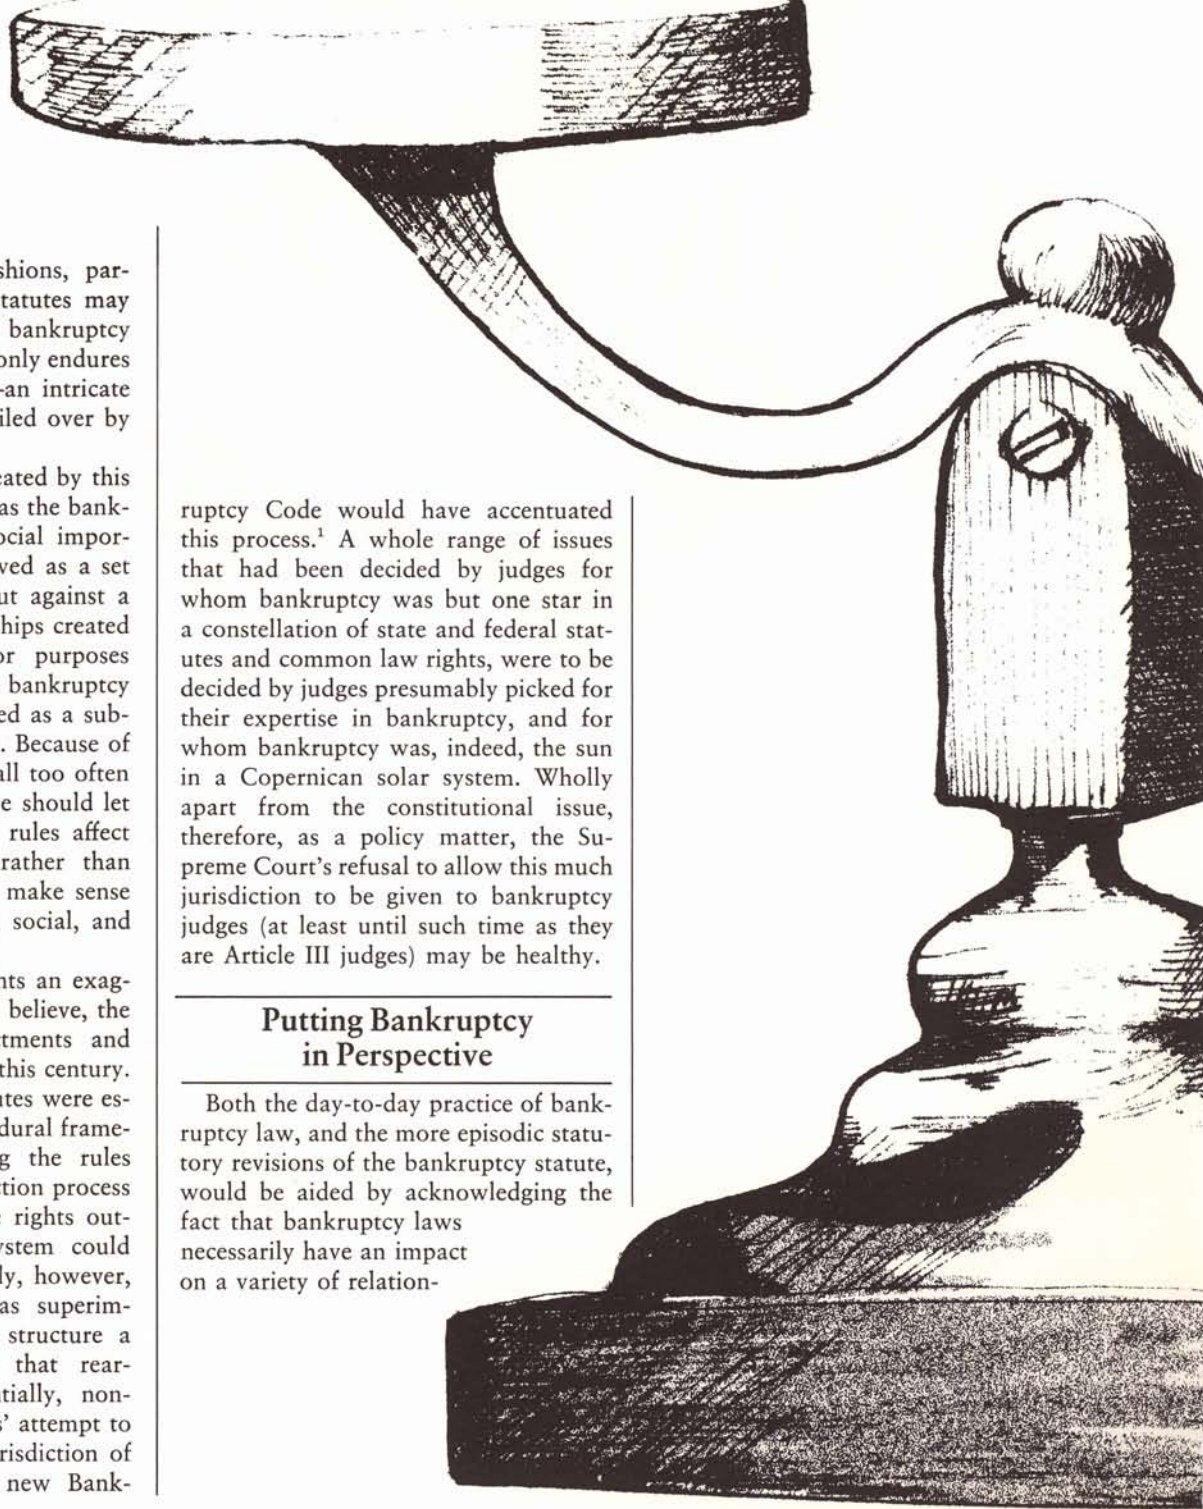 shions, par-
tatutes may
bankruptcy
only endures
-an intricate
iled over by
eated by this
as the bank-
ocial impor-
ved as a set
ut against a
hips created
or purposes
bankruptcy
ed as a sub-
. Because of
all too often
e should let
rules affect
rather than
make sense
social, and
nts an exag-
believe, the
tments and
this century.
utes were es-
dural frame-
g the rules
ction process
rights out-
ystem could
ly, however,
as superim-
structure a
that rear-
tially, non-
s' attempt to
risdiction of
new Bank-
ruptcy Code would have accentuated
this process.¹ A whole range of issues
that had been decided by judges for
whom bankruptcy was but one star in
a constellation of state and federal stat-
utes and common law rights, were to be
decided by judges presumably picked for
their expertise in bankruptcy, and for
whom bankruptcy was, indeed, the sun
in a Copernican solar system. Wholly
apart from the constitutional issue,
therefore, as a policy matter, the Su-
preme Court's refusal to allow this much
jurisdiction to be given to bankruptcy
judges (at least until such time as they
are Article III judges) may be healthy.
Putting Bankruptcy
in Perspective
Both the day-to-day practice of bank-
ruptcy law, and the more episodic statu-
tory revisions of the bankruptcy statute,
would be aided by acknowledging the
fact that bankruptcy laws
necessarily have an impact
on a variety of relation-